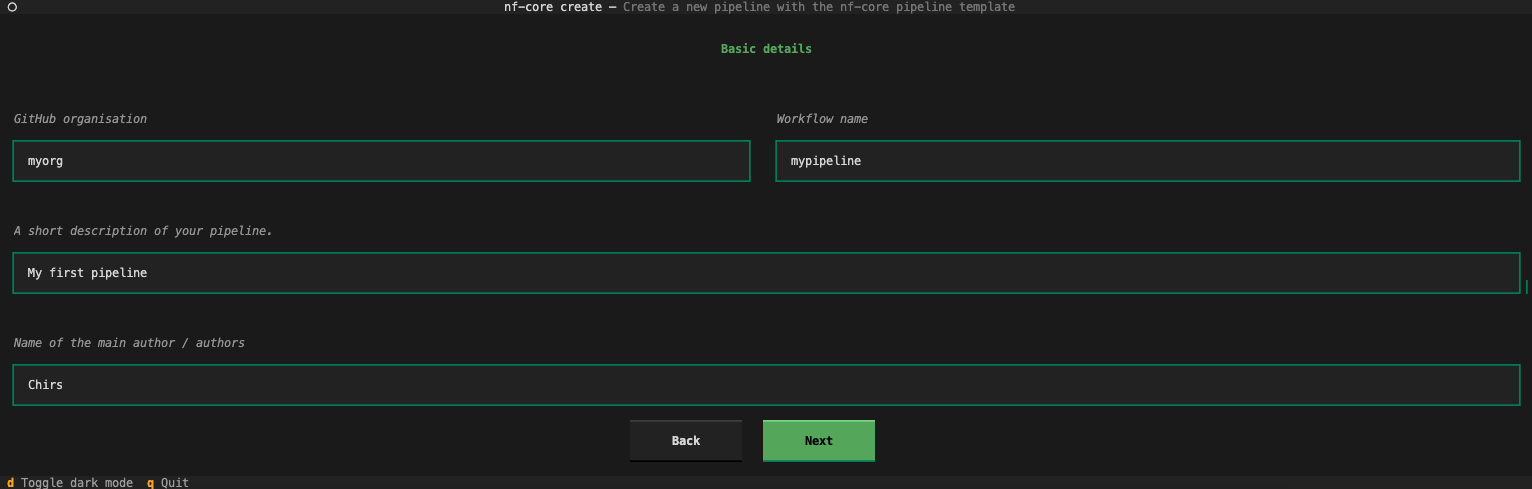 nf-core create — Create a new pipeline with the nf-core pipeline template
Basic details
GitHub organisation
Workflow name
myorg
mypipeline
A short description of your pipeline.
My first pipeline
Name of the main author / authors
Chirs
Back
Next
d Toggle dark mode q Quit